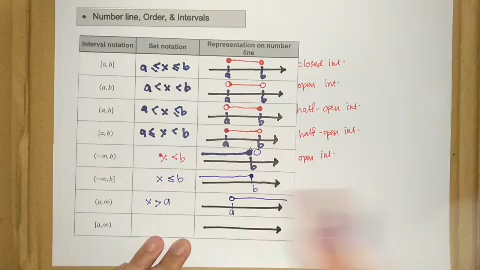 • Number line, Order, & Intervals
Interval notation Set notation Representation on number line
[a, b] a ≤ x ≤ b a b closed int.
(a, b) a < x < b a b open int.
(a, b] a < x ≤ b a b half-open int.
[a, b) a ≤ x < b a b half-open int.
(−∞, b) x < b b open int.
(−∞, b] x ≤ b b
(a, ∞) x > a a
[a, ∞)